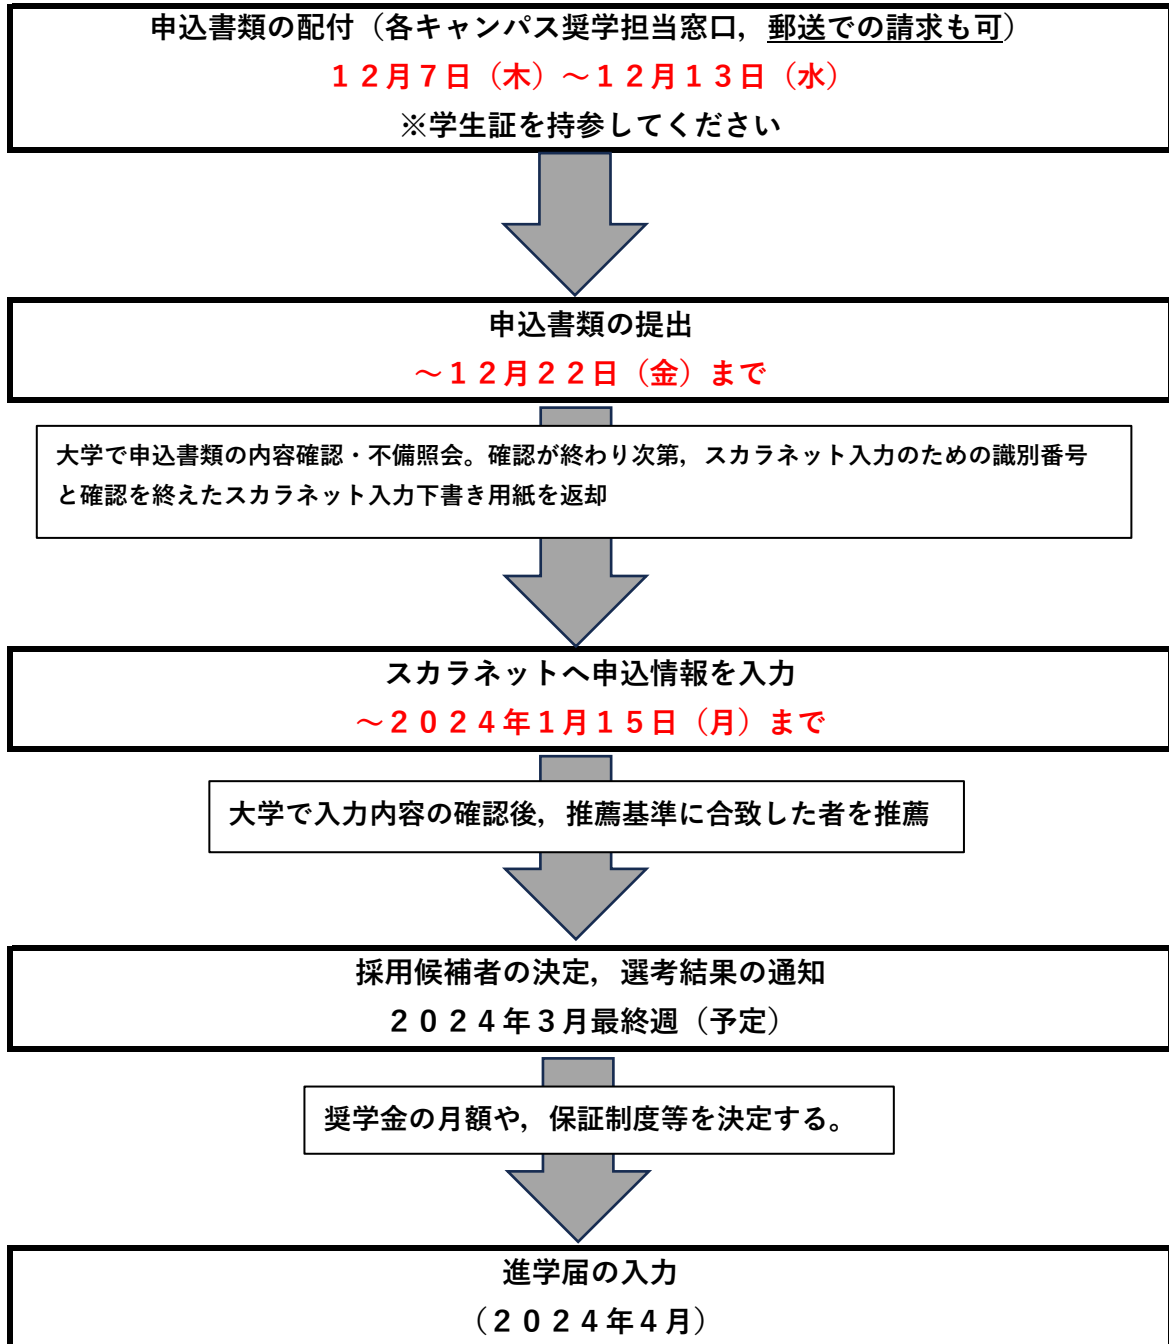 申込書類の配付（各キャンパス奨学担当窓口，郵送での請求も可）
１２月７日（木）～１２月１３日（水）
※学生証を持参してください
申込書類の提出
～１２月２２日（金）まで
大学で申込書類の内容確認・不備照会。確認が終わり次第，スカラネット入力のための識別番号
と確認を終えたスカラネット入力下書き用紙を返却
スカラネットへ申込情報を入力
～２０２４年１月１５日（月）まで
大学で入力内容の確認後，推薦基準に合致した者を推薦
採用候補者の決定，選考結果の通知
２０２４年３月最終週（予定）
奨学金の月額や，保証制度等を決定する。
進学届の入力
（２０２４年４月）